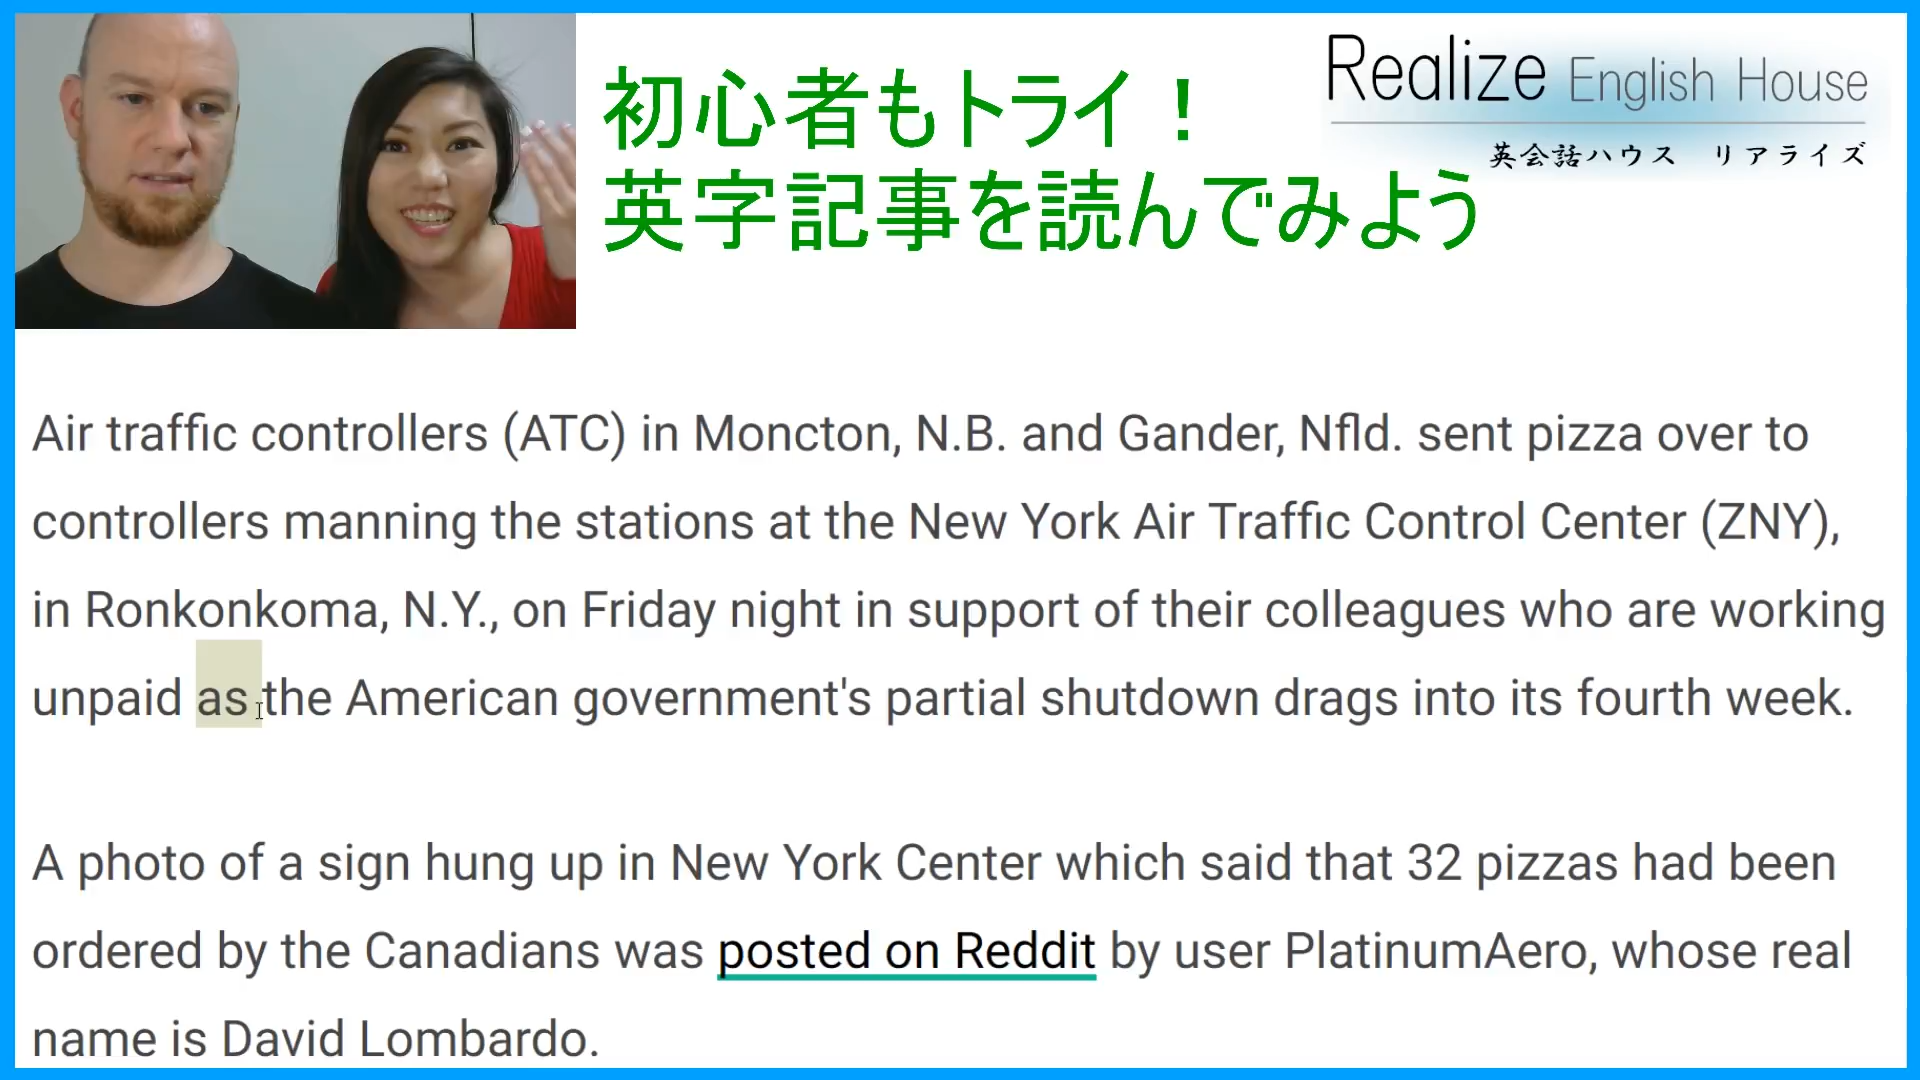 初心者もトライ！
英字記事を読んでみよう
Realize English House
英会話ハウス リアライズ
Air traffic controllers (ATC) in Moncton, N.B. and Gander, Nfld. sent pizza over to
controllers manning the stations at the New York Air Traffic Control Center (ZNY),
in Ronkonkoma, N.Y., on Friday night in support of their colleagues who are working
unpaid as the American government's partial shutdown drags into its fourth week.
A photo of a sign hung up in New York Center which said that 32 pizzas had been
ordered by the Canadians was posted on Reddit by user PlatinumAero, whose real
name is David Lombardo.